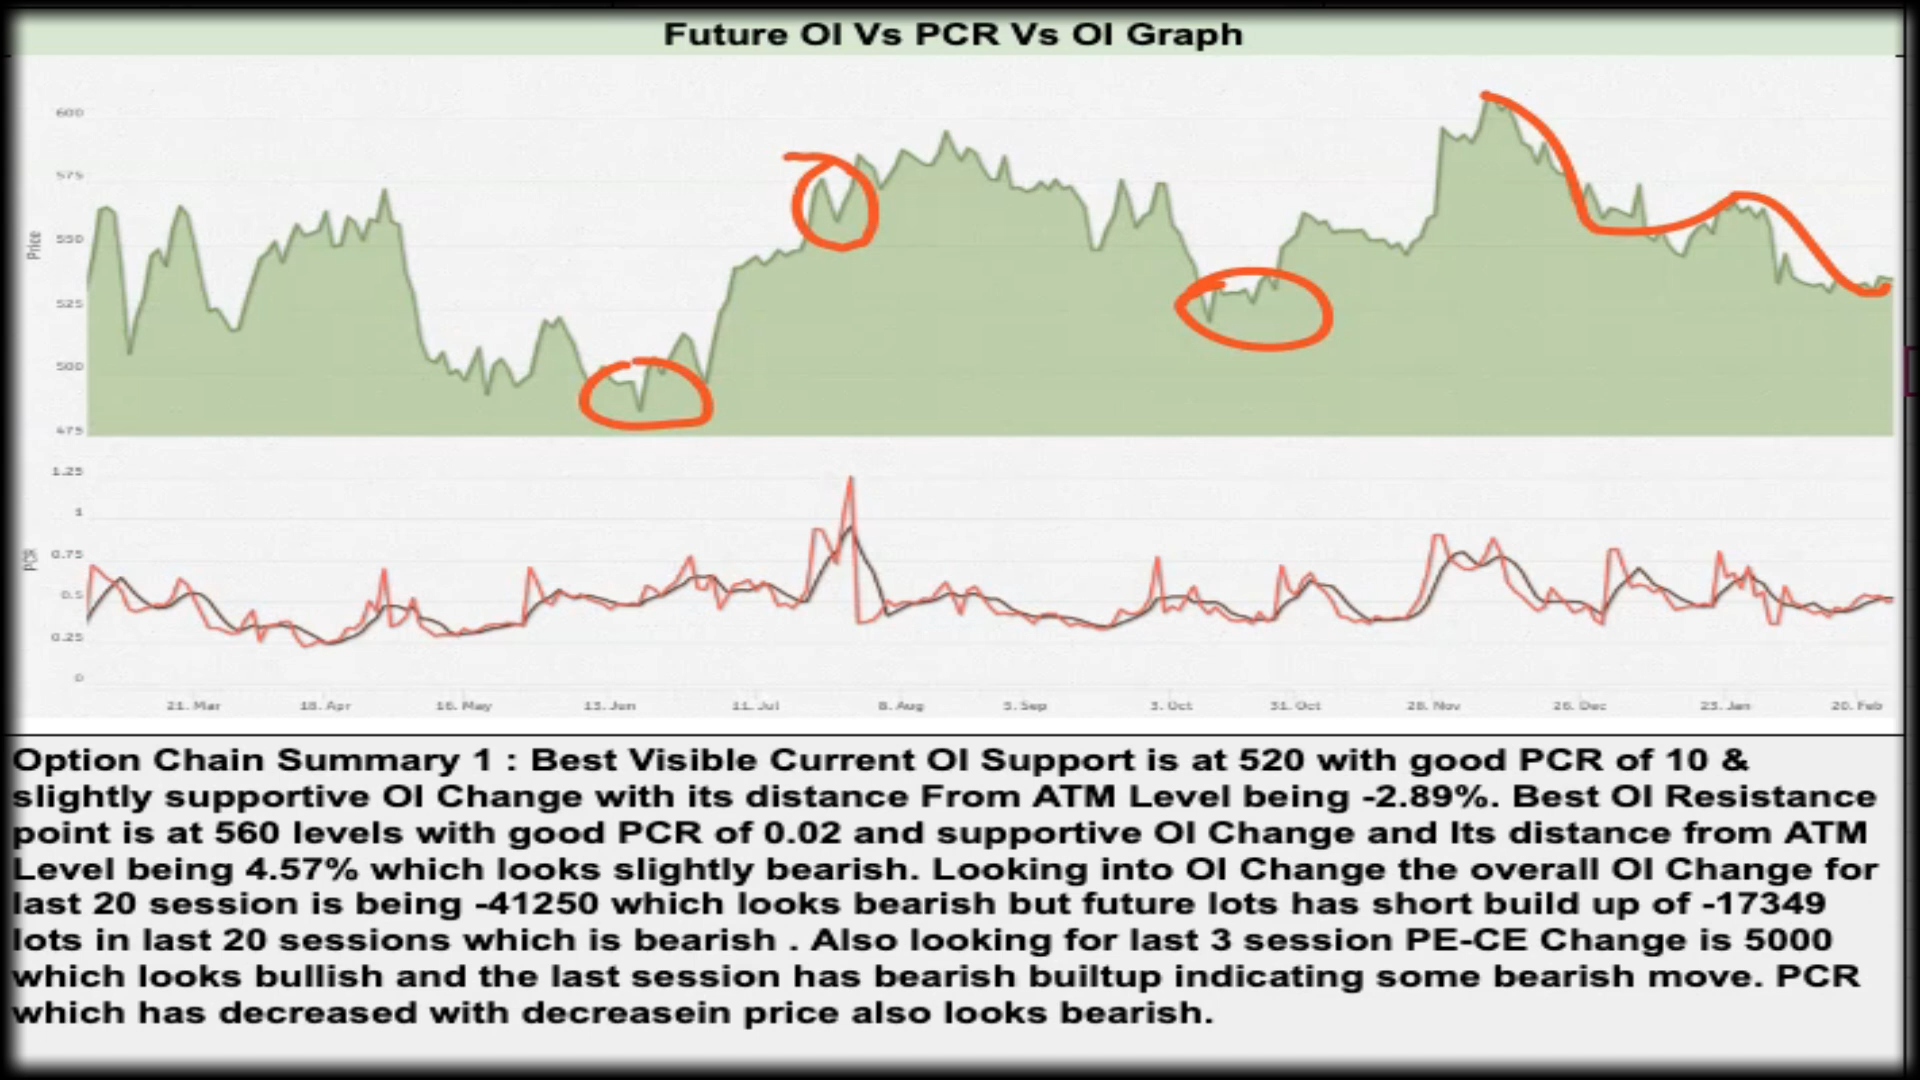 Future OI Vs PCR Vs OI Graph
600
575
550
525
500
475
Price
1.25
1
0.75
0.5
0.25
0
PCR
21. Mar 18. Apr 16. May 13. Jun 11. Jul 8. Aug 5. Sep 3. Oct 31. Oct 28. Nov 26. Dec 23. Jan 20. Feb
Option Chain Summary 1 : Best Visible Current OI Support is at 520 with good PCR of 10 &
slightly supportive OI Change with its distance From ATM Level being -2.89%. Best OI Resistance
point is at 560 levels with good PCR of 0.02 and supportive OI Change and Its distance from ATM
Level being 4.57% which looks slightly bearish. Looking into OI Change the overall OI Change for
last 20 session is being -41250 which looks bearish but future lots has short build up of -17349
lots in last 20 sessions which is bearish . Also looking for last 3 session PE-CE Change is 5000
which looks bullish and the last session has bearish builtup indicating some bearish move. PCR
which has decreased with decreasein price also looks bearish.